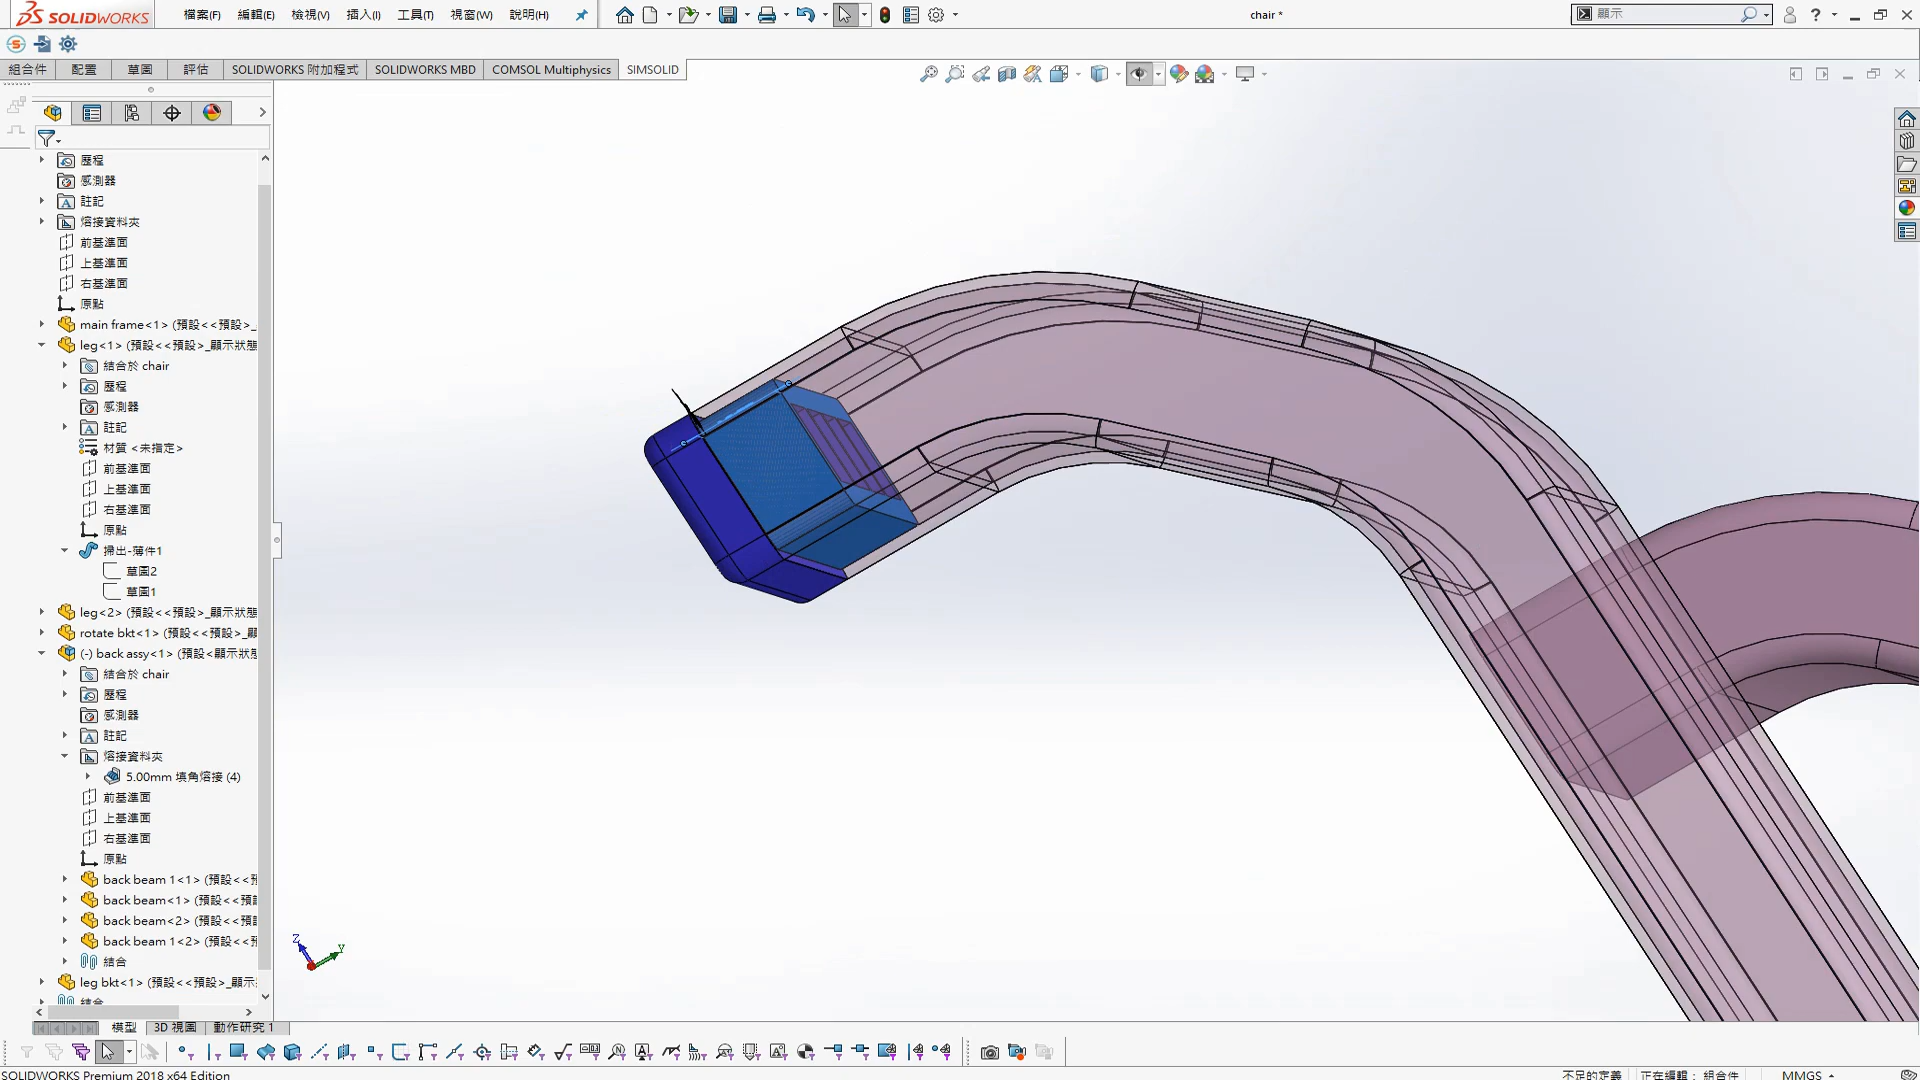 SOLIDWORKS
檔案(F) 編輯(E) 檢視(V) 插入(I) 工具(T) 視窗(W) 說明(H)
chair *
顯示
組合件 配置 草圖 評估 SOLIDWORKS 附加程式 SOLIDWORKS MBD COMSOL Multiphysics SIMSOLID
歷程
感測器
註記
熔接資料夾
前基準面
上基準面
右基準面
原點
main frame<1> (預設<<預設>_
leg<1> (預設<<預設>_顯示狀態
結合於 chair
歷程
感測器
註記
材質 <未指定>
前基準面
上基準面
右基準面
原點
掃出-薄件1
草圖2
草圖1
leg<2> (預設<<預設>_顯示狀態
rotate bkt<1> (預設<<預設>_顯
(-) back assy<1> (預設<顯示狀態
結合於 chair
歷程
感測器
註記
熔接資料夾
5.00mm 填角熔接 (4)
前基準面
上基準面
右基準面
原點
back beam 1<1> (預設<<預
back beam<1> (預設<<預設
back beam<2> (預設<<預設
back beam 1<2> (預設<<預
結合
leg bkt<1> (預設<<預設>_顯示
結合
Z
Y
模型 3D 視圖 動作研究 1
SOLIDWORKS Premium 2018 x64 Edition
不足的定義 正在編輯: 組合件 MMGS